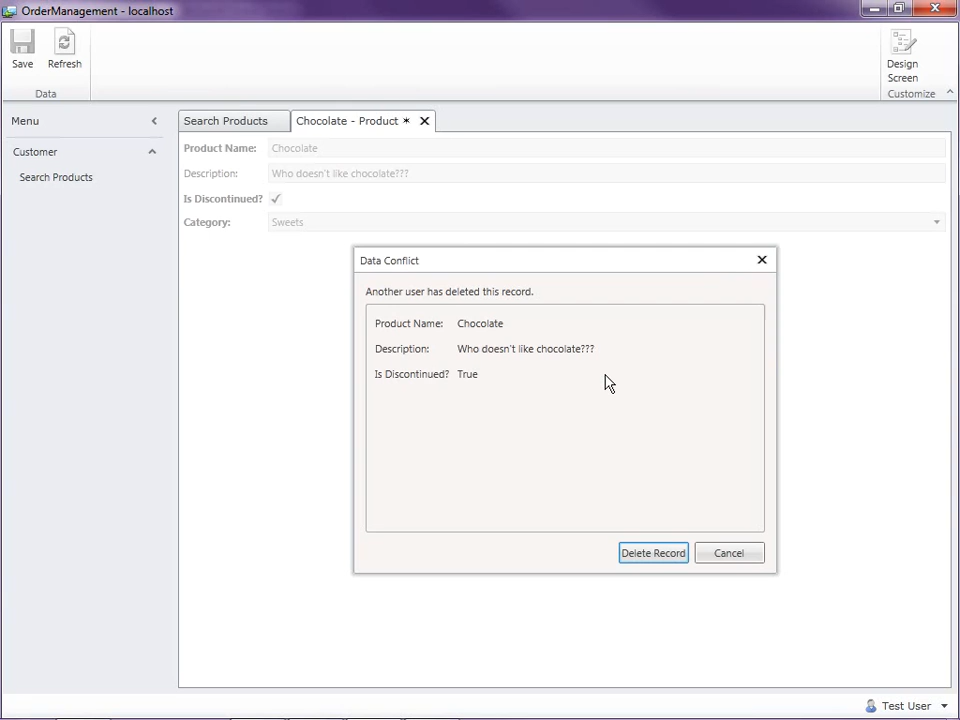 OrderManagement - localhost
Save
Refresh
Data
Design Screen
Customize
Menu
Customer
Search Products
Search Products
Chocolate - Product *
Product Name: Chocolate
Description: Who doesn't like chocolate???
Is Discontinued?
Category: Sweets
Data Conflict
Another user has deleted this record.
Product Name: Chocolate
Description: Who doesn't like chocolate???
Is Discontinued? True
Delete Record
Cancel
Test User